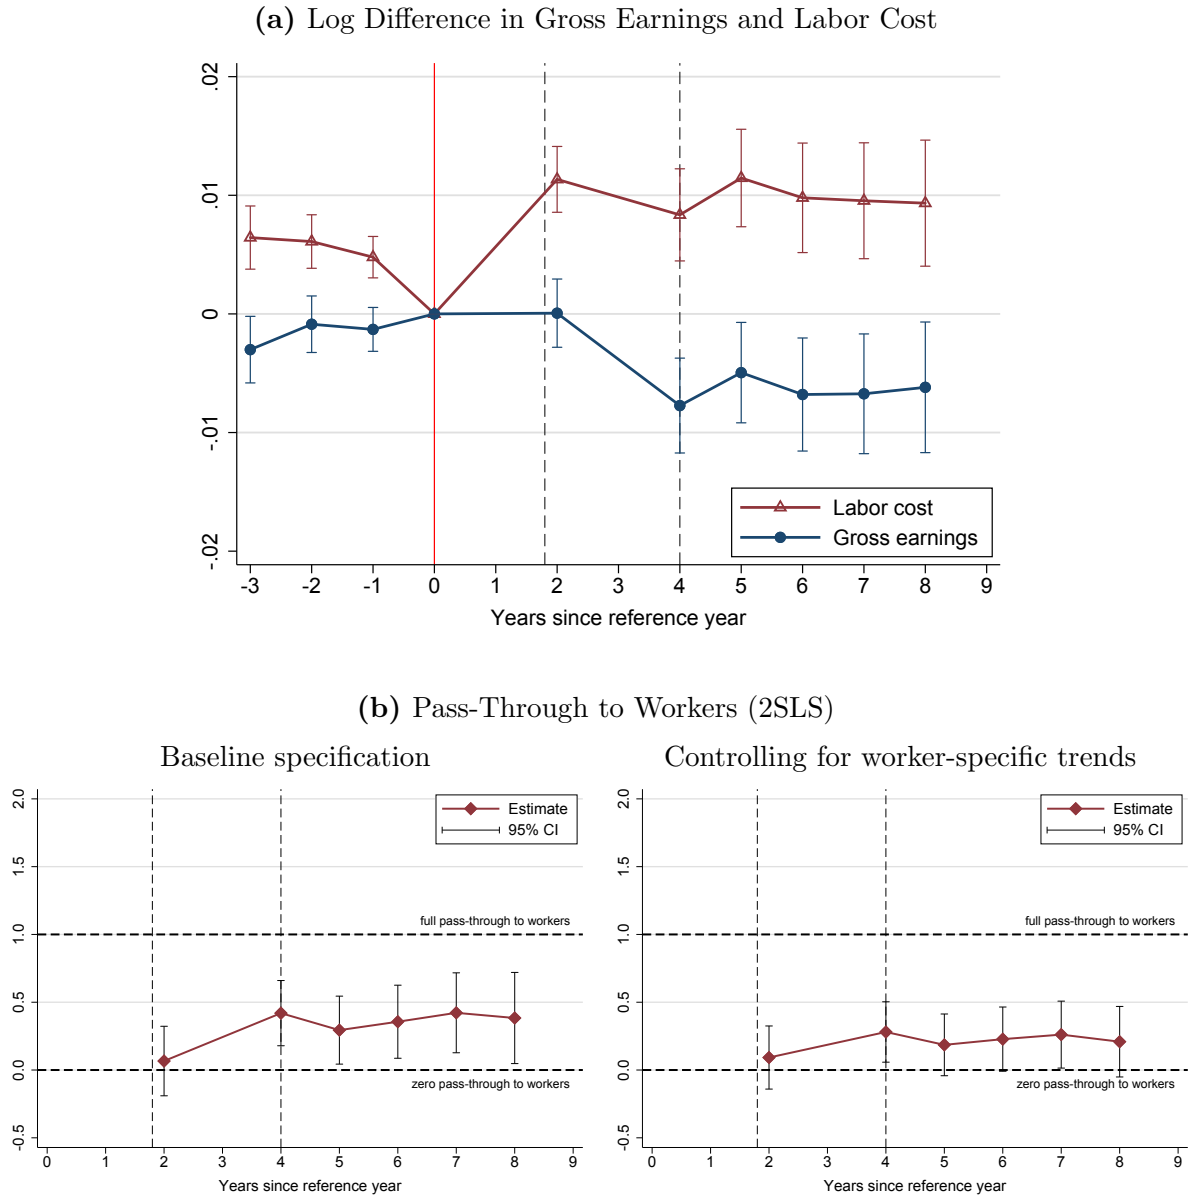 (a) Log Difference in Gross Earnings and Labor Cost
.02
.01
0
-.01
-.02
Labor cost
Gross earnings
-3 -2 -1 0 1 2 3 4 5 6 7 8 9
Years since reference year
(b) Pass-Through to Workers (2SLS)
Baseline specification
2.0
1.5
1.0
0.5
0.0
-0.5
Estimate
95% CI
full pass-through to workers
zero pass-through to workers
0 1 2 3 4 5 6 7 8 9
Years since reference year
Controlling for worker-specific trends
2.0
1.5
1.0
0.5
0.0
-0.5
Estimate
95% CI
full pass-through to workers
zero pass-through to workers
0 1 2 3 4 5 6 7 8 9
Years since reference year